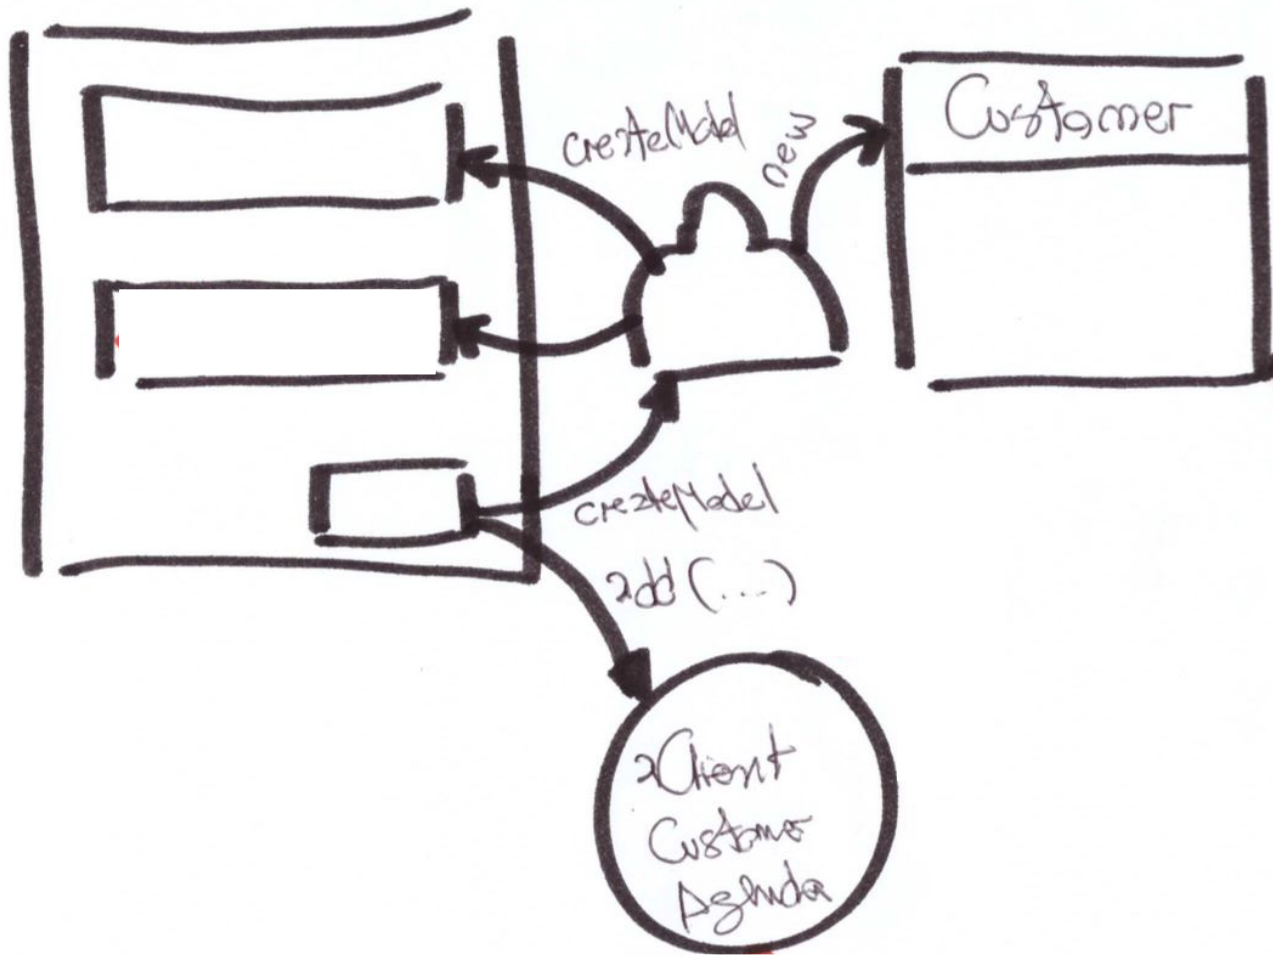 Customer
createModel
new
createModel
add (...)
aClient
Customer
Agenda